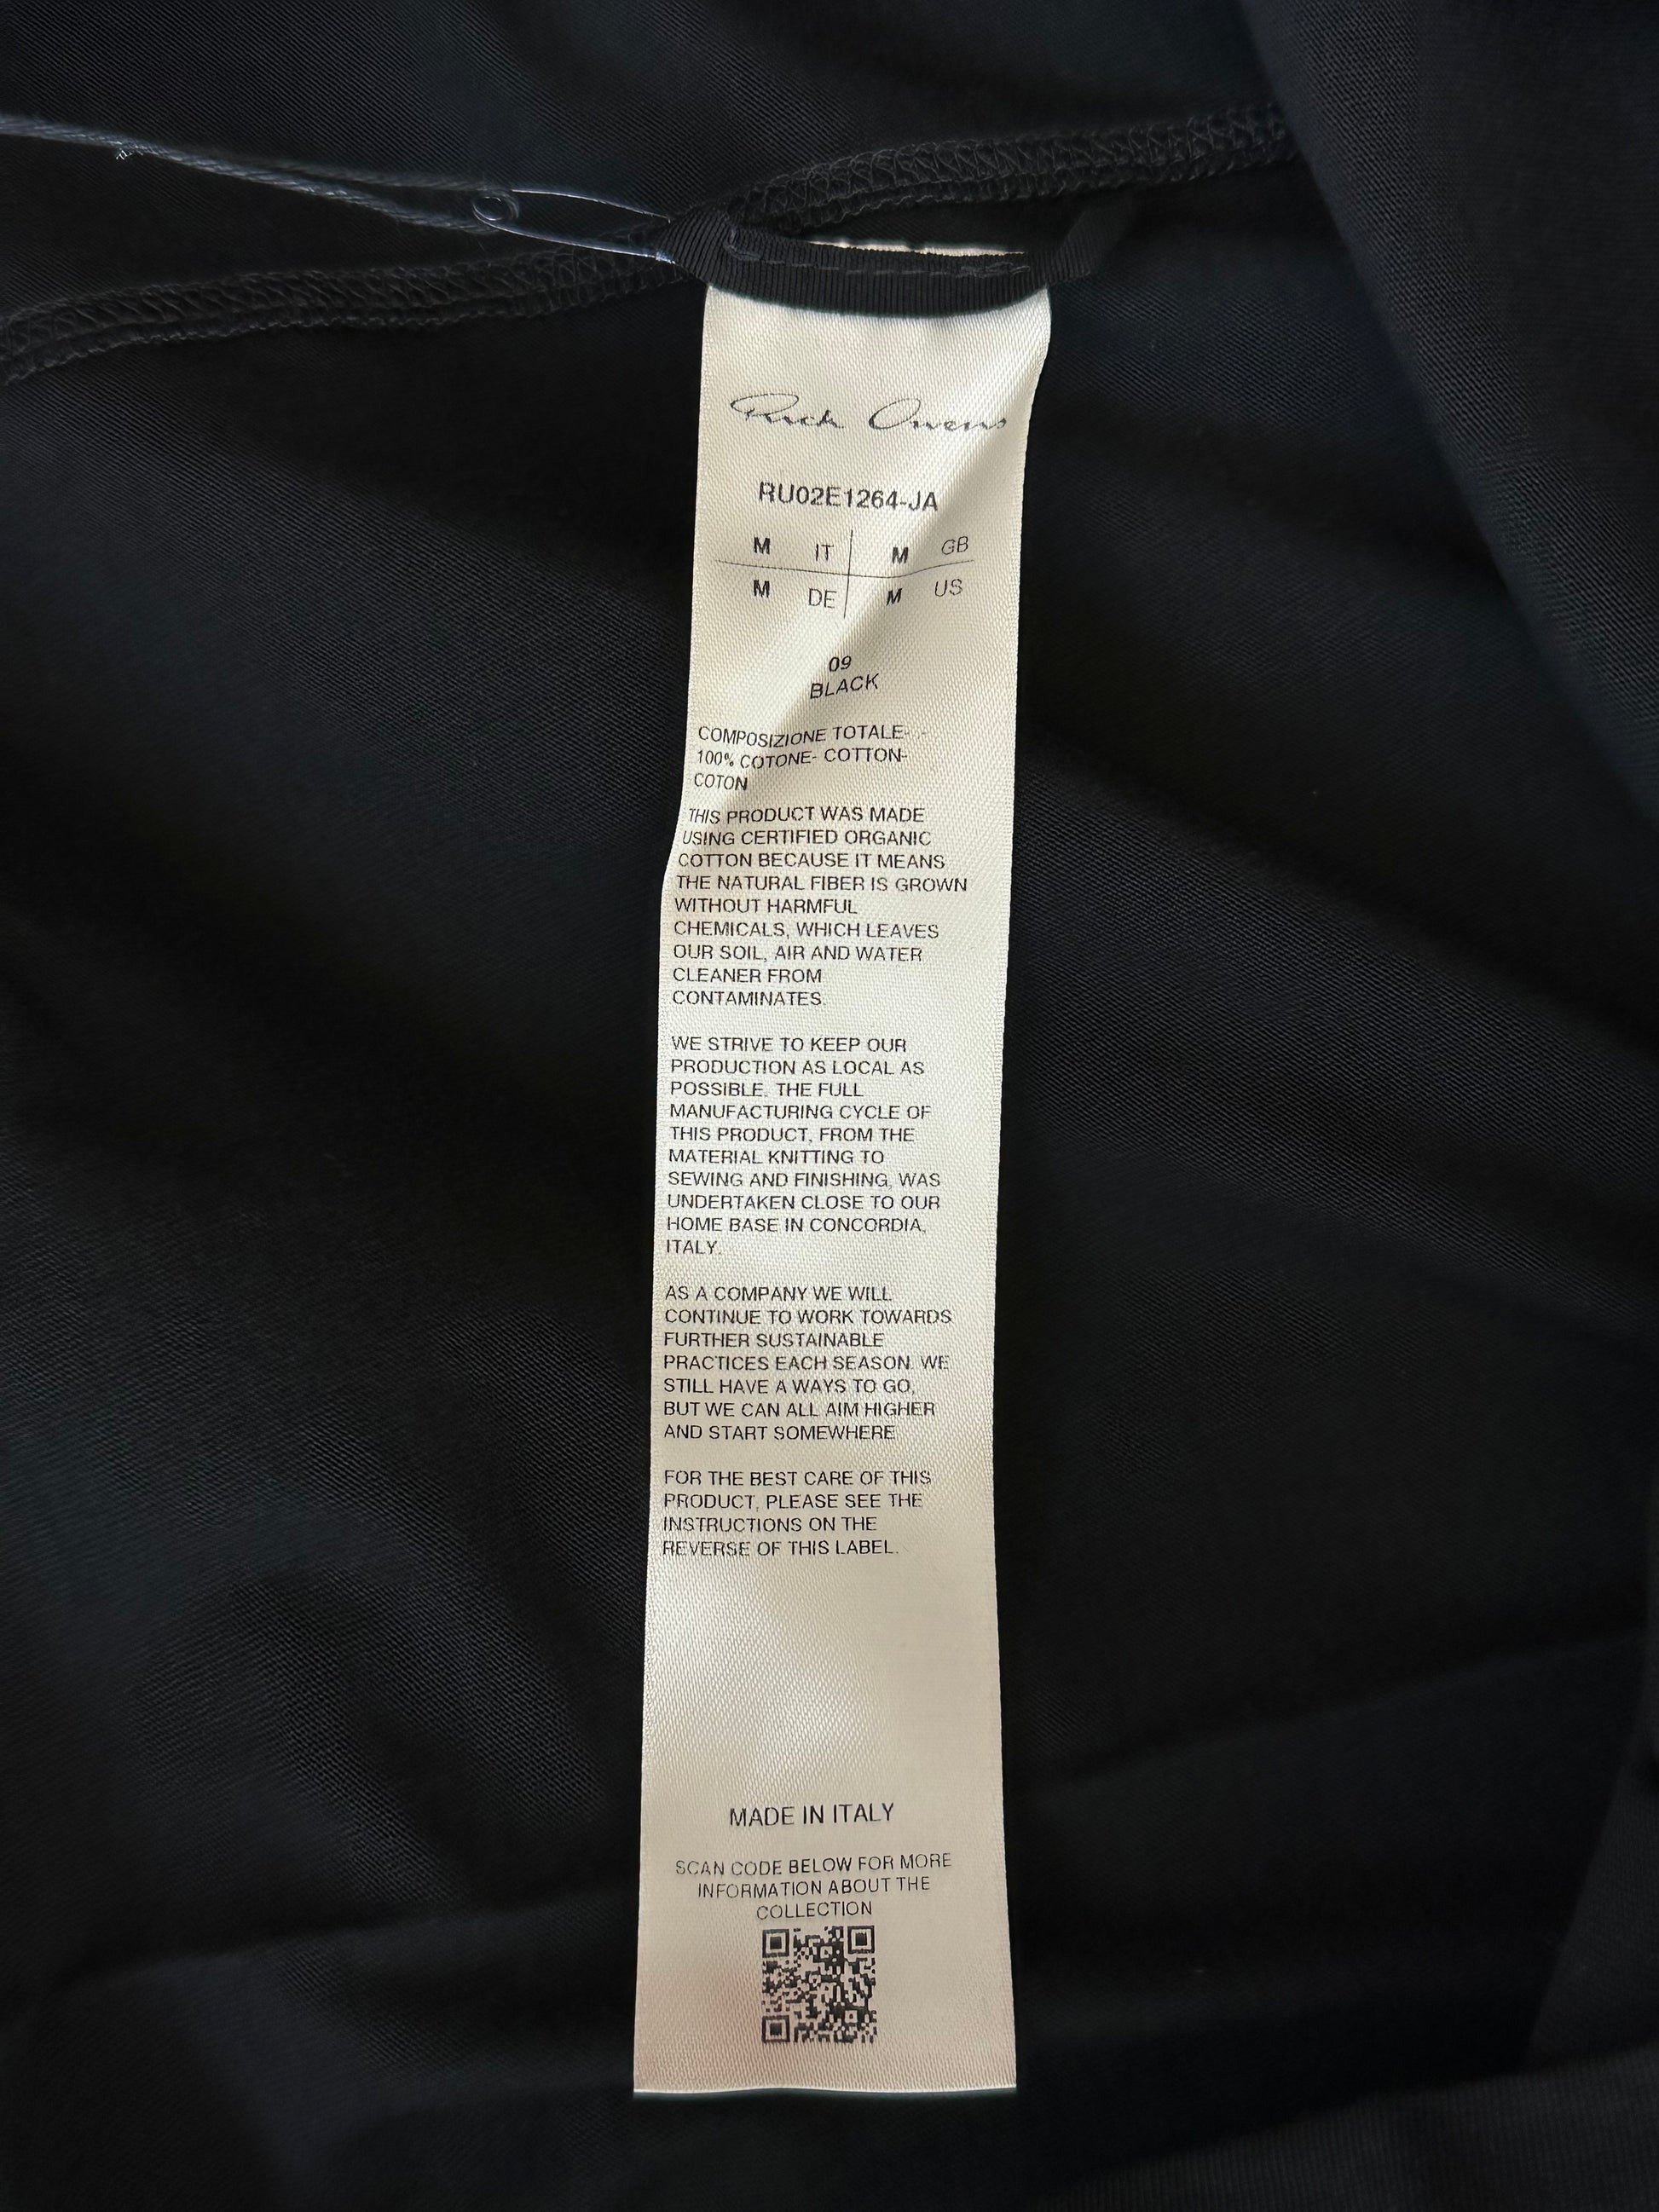 Rick Owens
RU02E1264-JA
M IT M GB
M DE M US
09
BLACK
COMPOSIZIONE TOTALE- -
100% COTONE- COTTON-
COTON
THIS PRODUCT WAS MADE
USING CERTIFIED ORGANIC
COTTON BECAUSE IT MEANS
THE NATURAL FIBER IS GROWN
WITHOUT HARMFUL
CHEMICALS, WHICH LEAVES
OUR SOIL, AIR AND WATER
CLEANER FROM
CONTAMINATES.
WE STRIVE TO KEEP OUR
PRODUCTION AS LOCAL AS
POSSIBLE. THE FULL
MANUFACTURING CYCLE OF
THIS PRODUCT, FROM THE
MATERIAL KNITTING TO
SEWING AND FINISHING, WAS
UNDERTAKEN CLOSE TO OUR
HOME BASE IN CONCORDIA,
ITALY.
AS A COMPANY WE WILL
CONTINUE TO WORK TOWARDS
FURTHER SUSTAINABLE
PRACTICES EACH SEASON. WE
STILL HAVE A WAYS TO GO,
BUT WE CAN ALL AIM HIGHER
AND START SOMEWHERE
FOR THE BEST CARE OF THIS
PRODUCT, PLEASE SEE THE
INSTRUCTIONS ON THE
REVERSE OF THIS LABEL.
MADE IN ITALY
SCAN CODE BELOW FOR MORE
INFORMATION ABOUT THE
COLLECTION